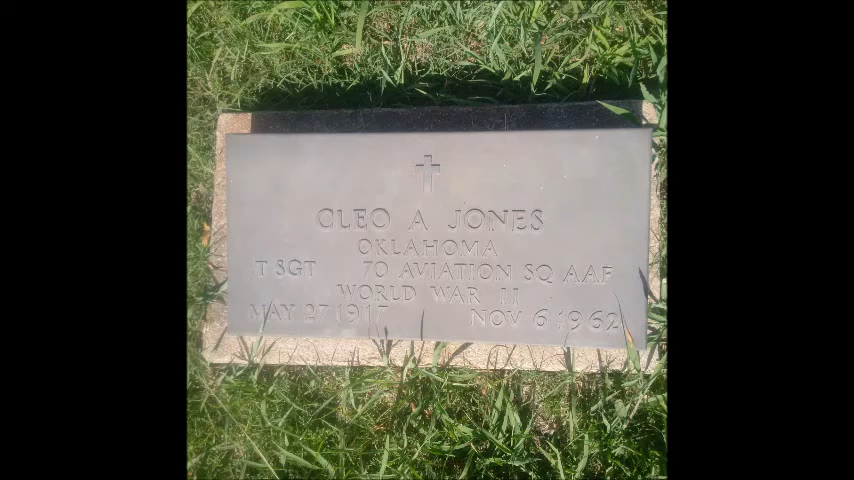 CLEO A JONES
OKLAHOMA
T SGT 70 AVIATION SQ AAF
WORLD WAR II
MAY 27 1917 NOV 6 1962